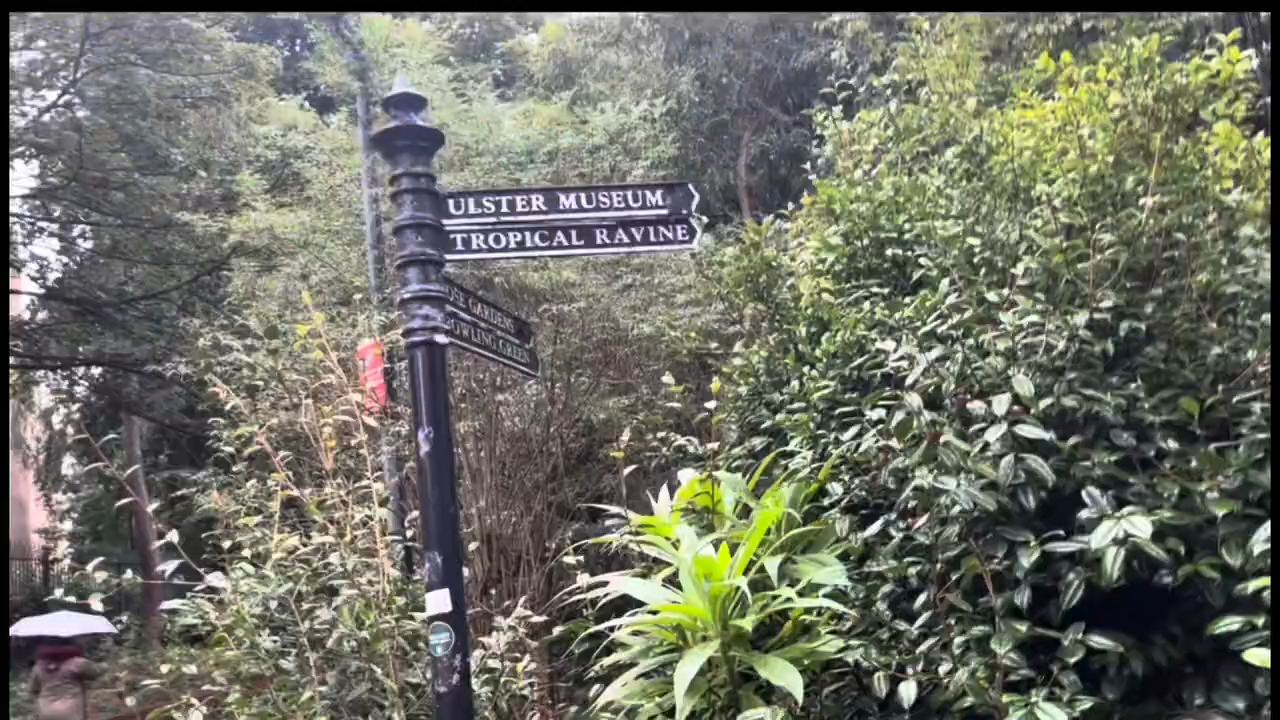 ULSTER MUSEUM
TROPICAL RAVINE
OSE GARDENS
OWLING GREEN